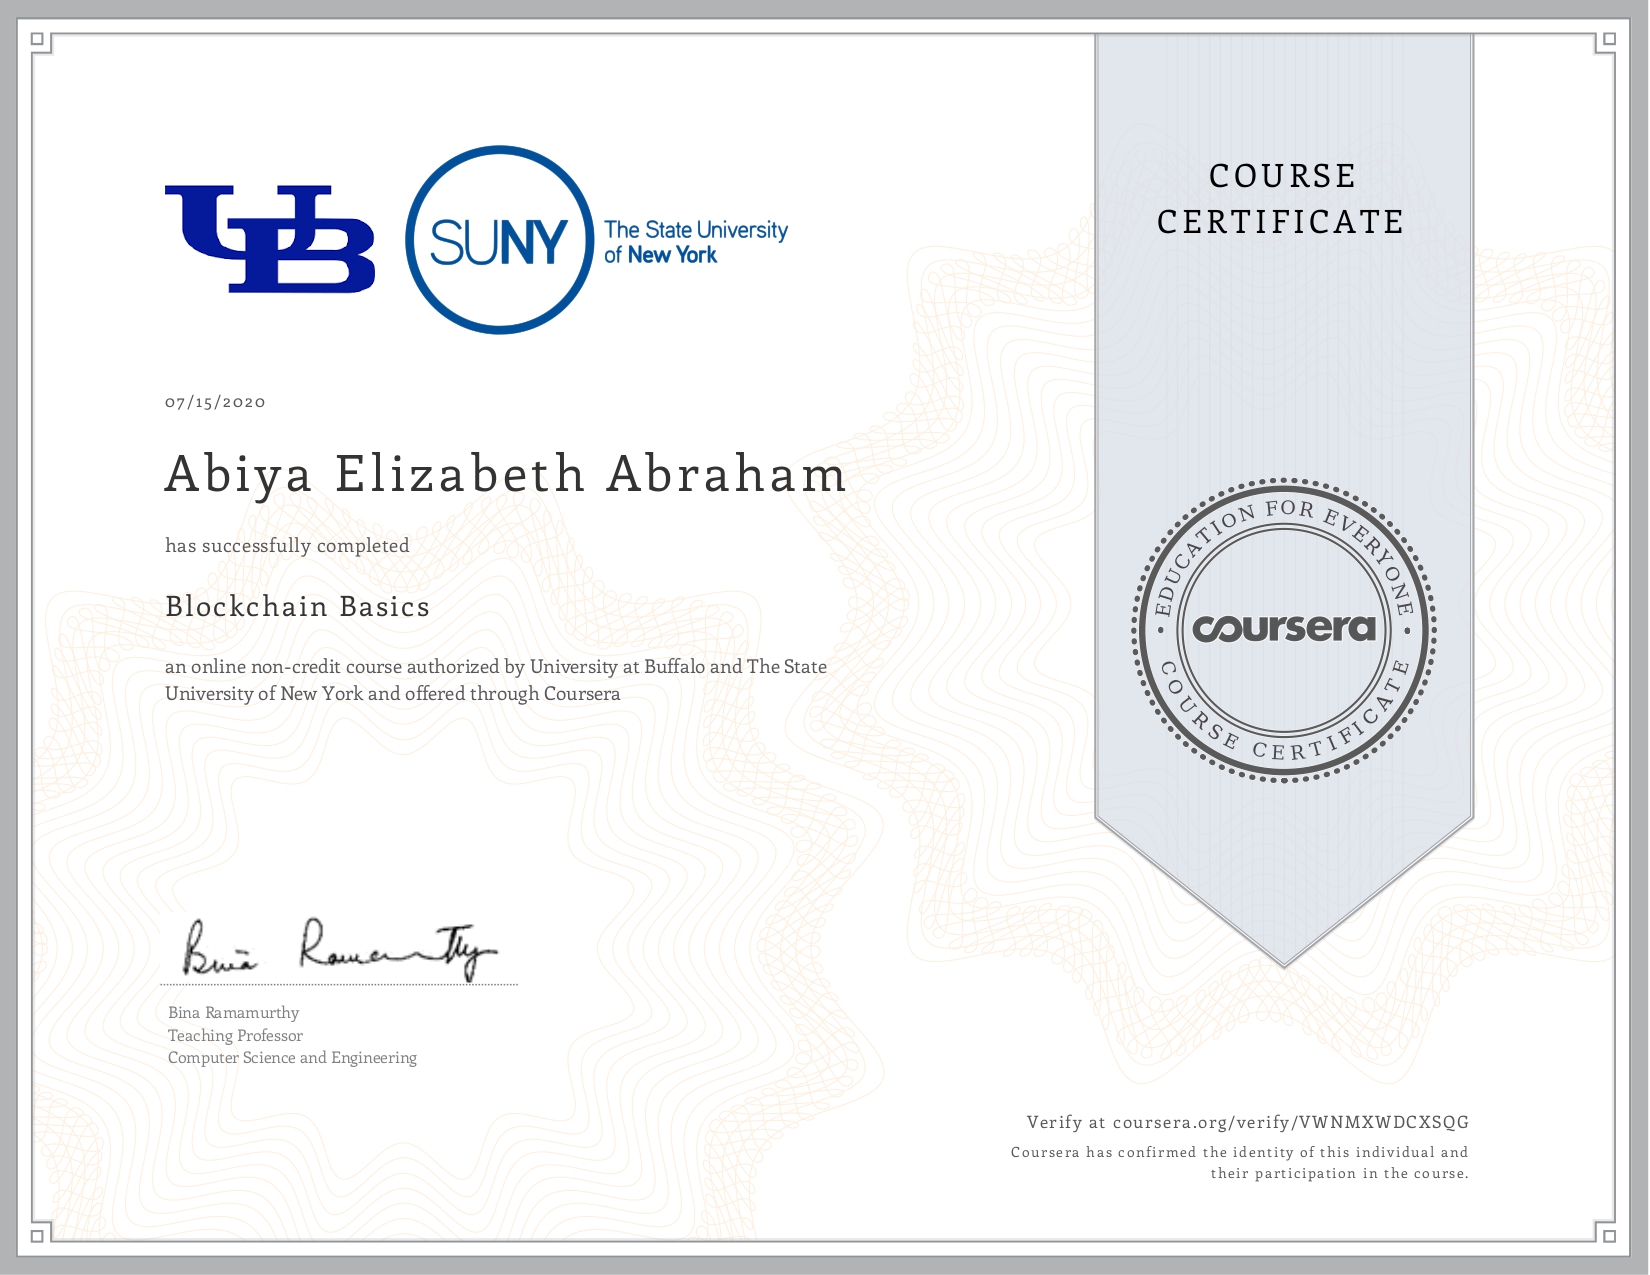 UB
SUNY
The State University
of New York
COURSE
CERTIFICATE
07/15/2020
Abiya Elizabeth Abraham
has successfully completed
Blockchain Basics
an online non-credit course authorized by University at Buffalo and The State
University of New York and offered through Coursera
EDUCATION FOR EVERYONE
coursera
COURSE CERTIFICATE
Bina Ramamurthy
Bina Ramamurthy
Teaching Professor
Computer Science and Engineering
Verify at coursera.org/verify/VWNMXWDCXSQG
Coursera has confirmed the identity of this individual and
their participation in the course.